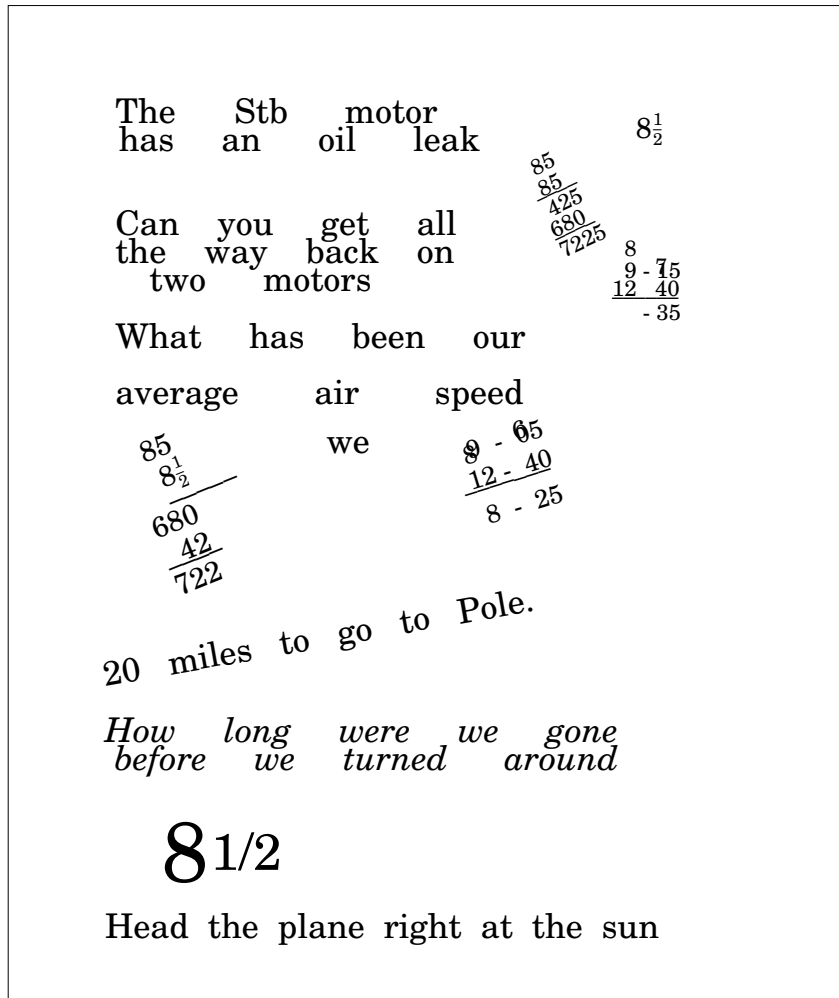 The Stb motor
has an oil leak
8½
85
85
425
680
7225
Can you get all
the way back on
two motors
8
9 - 15
12 40
- 35
What has been our
average air speed
we
85
8½
680
42
722
12 - 40
8 - 25
20 miles to go to Pole.
How long were we gone
before we turned around
8 1/2
Head the plane right at the sun